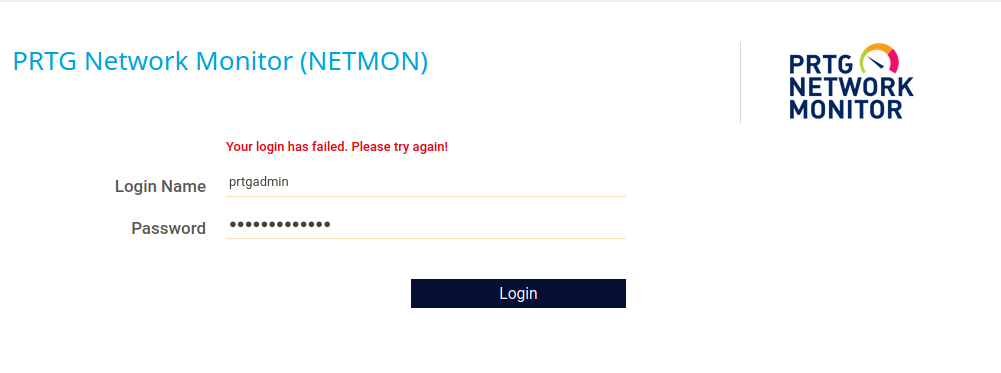 PRTG Network Monitor (NETMON)
PRTG
NETWORK
MONITOR
Your login has failed. Please try again!
Login Name prtgadmin
Password •••••••••••••
Login